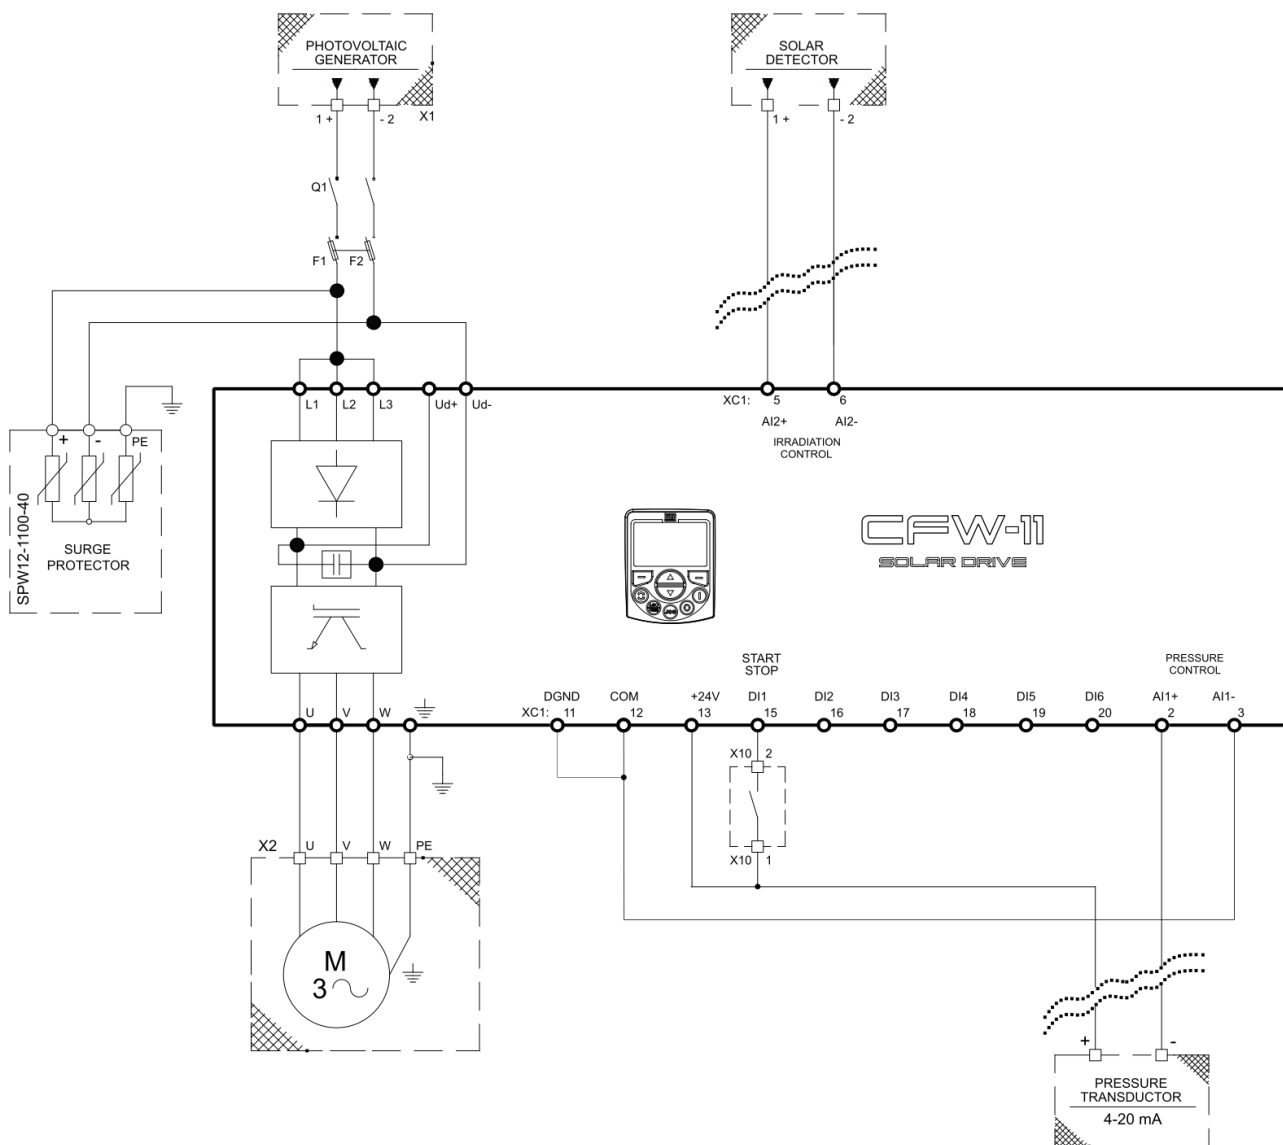 PHOTOVOLTAIC
GENERATOR
1 +
- 2
X1
SOLAR
DETECTOR
1 +
- 2
Q1
F1
F2
L1
L2
L3
Ud+
Ud-
XC1:
5
6
AI2+
AI2-
IRRADIATION
CONTROL
+
-
PE
SPW12-1100-40
SURGE
PROTECTOR
CFW-11
SOLAR DRIVE
JOG
START
STOP
PRESSURE
CONTROL
U
V
W
DGND
COM
+24V
DI1
DI2
DI3
DI4
DI5
DI6
AI1+
AI1-
XC1:
11
12
13
15
16
17
18
19
20
2
3
X10
2
X10
1
X2
U
V
W
PE
M
3
+
-
PRESSURE
TRANSDUCTOR
4-20 mA